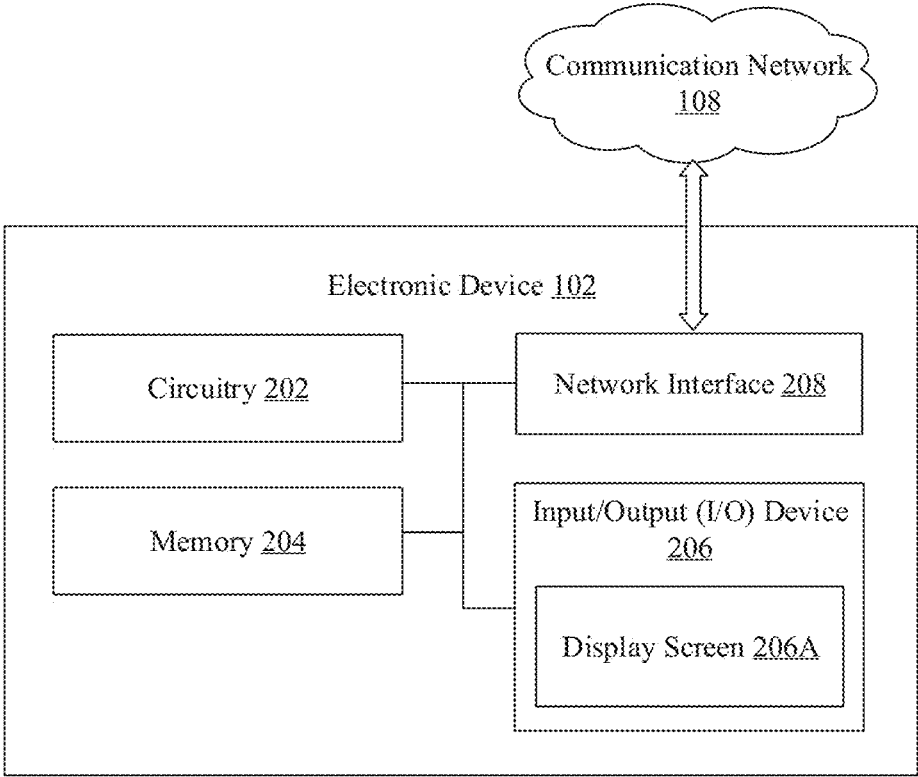 Communication Network
108
Electronic Device 102
Circuitry 202
Network Interface 208
Memory 204
Input/Output (I/O) Device
206
Display Screen 206A